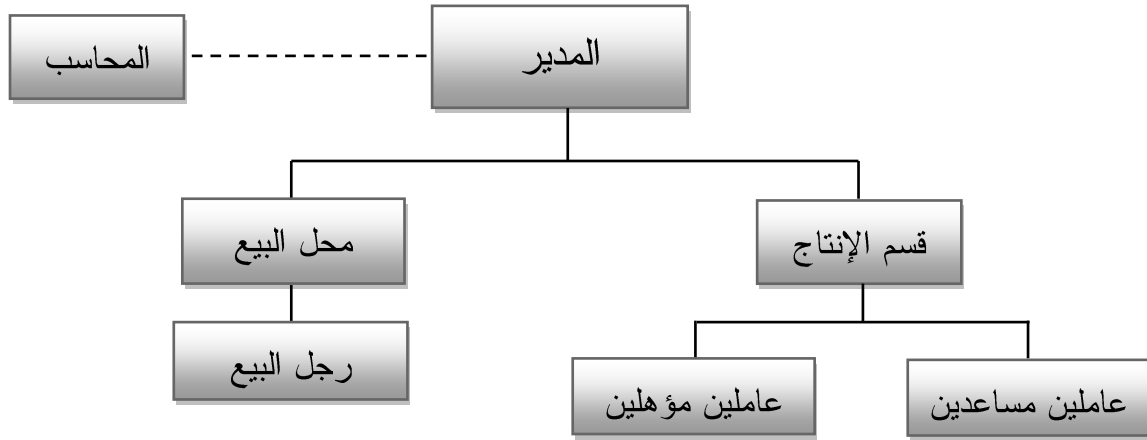 المدير
المحاسب
قسم الإنتاج
محل البيع
عاملين مساعدين
عاملين مؤهلين
رجل البيع